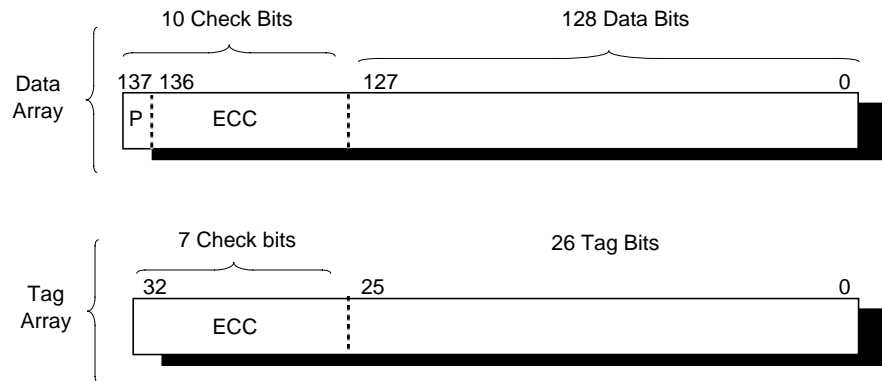 10 Check Bits 128 Data Bits
Data
Array
137 136 127 0
P ECC
7 Check bits 26 Tag Bits
Tag
Array
32 25 0
ECC